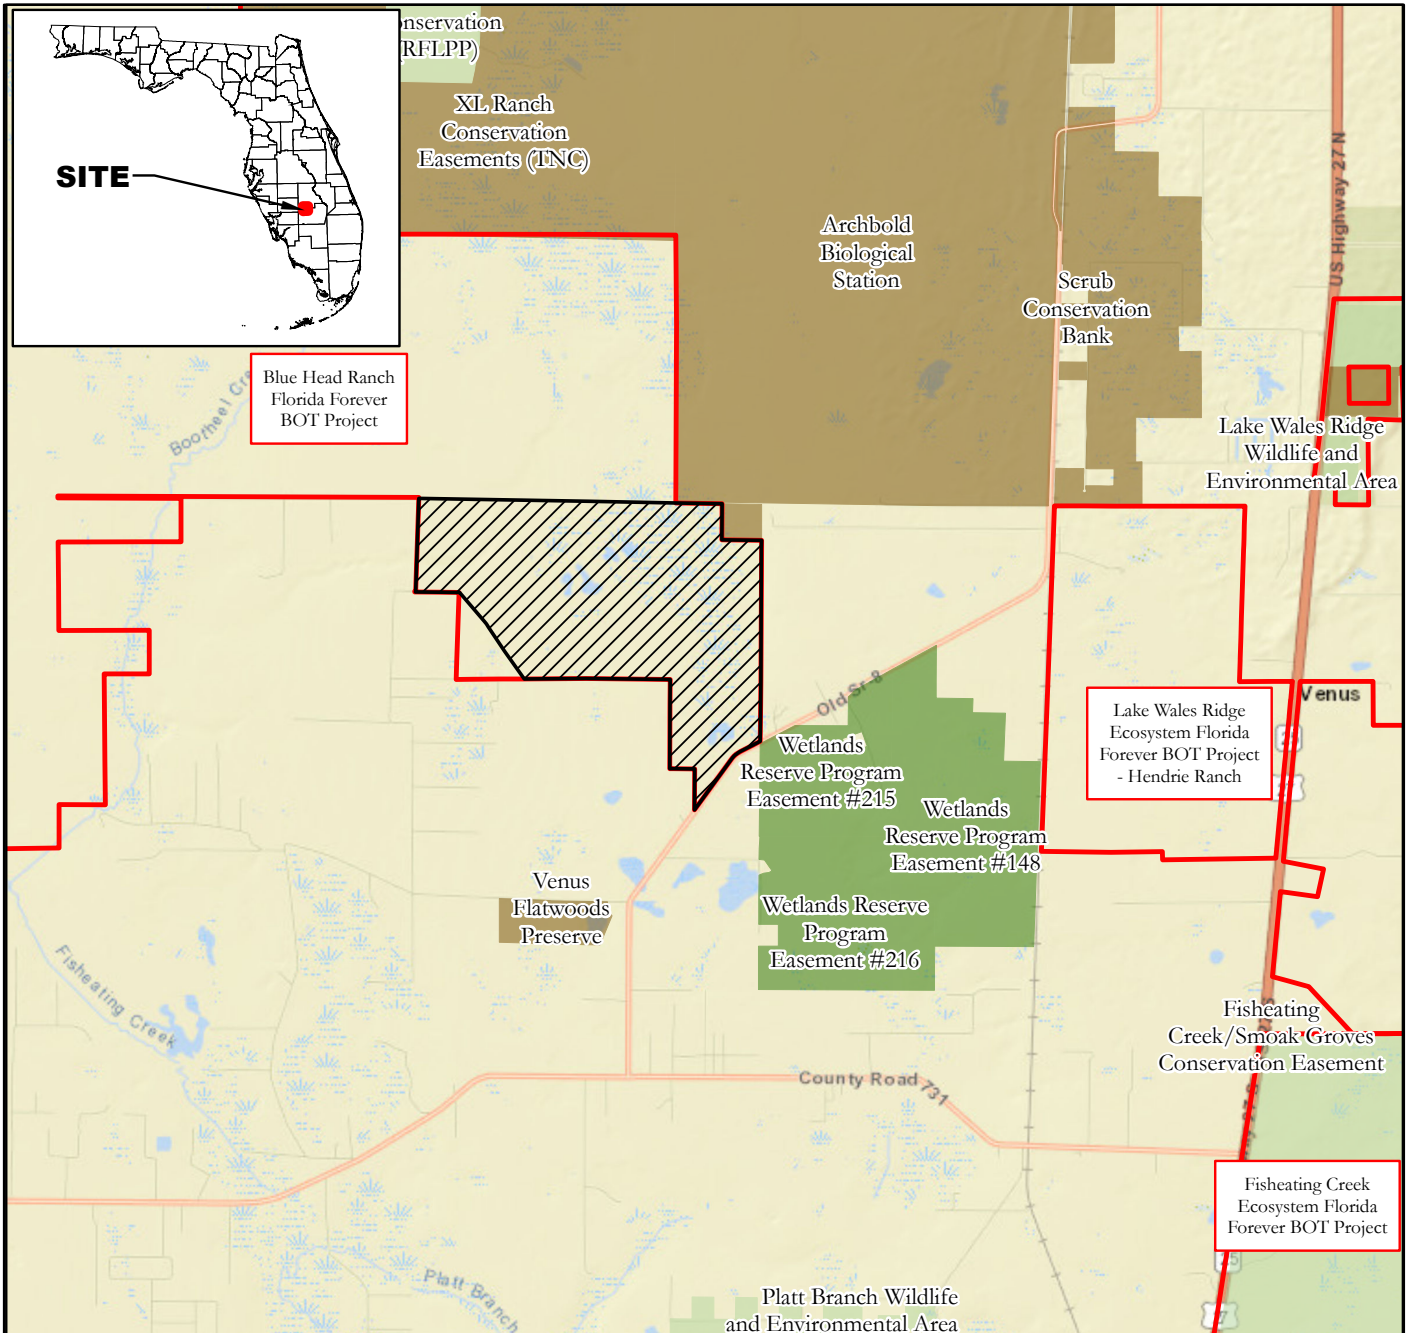 onservation
(RFLPP)
XL Ranch
Conservation
Easements (TNC)
SITE
Archbold
Biological
Station
Scrub
Conservation
Bank
US Highway 27 N
Blue Head Ranch
Florida Forever
BOT Project
Boorheel Cre
Lake Wales Ridge
Wildlife and
Environmental Area
Old Sr-8
Venus
Lake Wales Ridge
Ecosystem Florida
Forever BOT Project
- Hendrie Ranch
Wetlands
Reserve Program
Easement #215
Wetlands
Reserve Program
Easement #148
Venus
Flatwoods
Preserve
Wetlands Reserve
Program
Easement #216
Fisheating Creek
Fisheating
Creek/Smoak Groves
Conservation Easement
County Road 731
Fisheating Creek
Ecosystem Florida
Forever BOT Project
Platt Branch
Platt Branch Wildlife
and Environmental Area